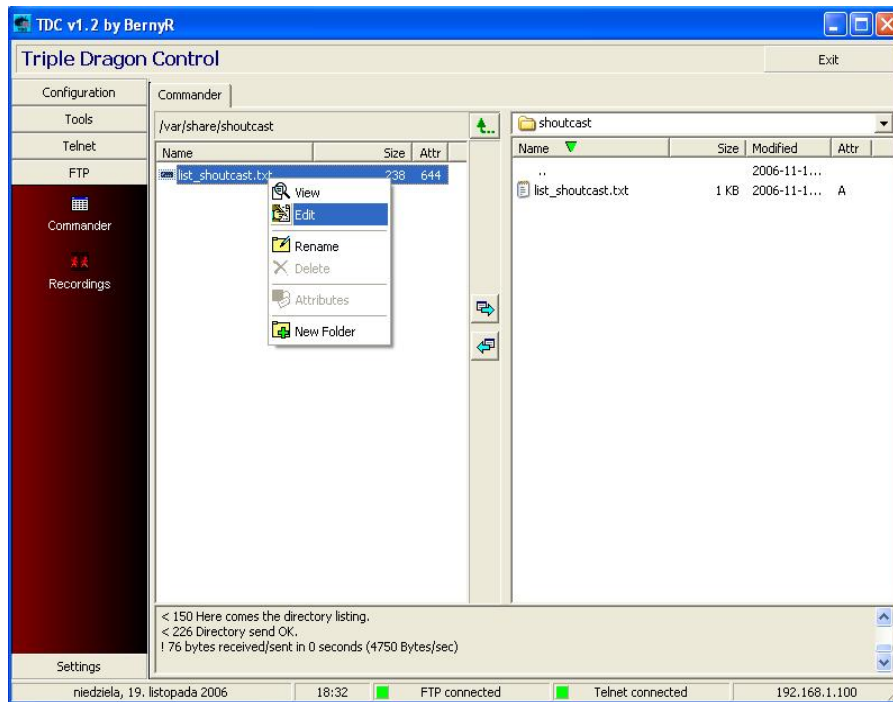 TDC v1.2 by BernyR
Triple Dragon Control
Exit
Configuration
Tools
Telnet
FTP
Commander
Recordings
Settings
Commander
/var/share/shoutcast
Name Size Attr
list_shoutcast.txt 238 644
View
Edit
Rename
Delete
Attributes
New Folder
shoutcast
Name Size Modified Attr
.. 2006-11-1...
list_shoutcast.txt 1 KB 2006-11-1... A
< 150 Here comes the directory listing.
< 226 Directory send OK.
! 76 bytes received/sent in 0 seconds (4750 Bytes/sec)
niedziela, 19. listopada 2006 18:32 FTP connected Telnet connected 192.168.1.100